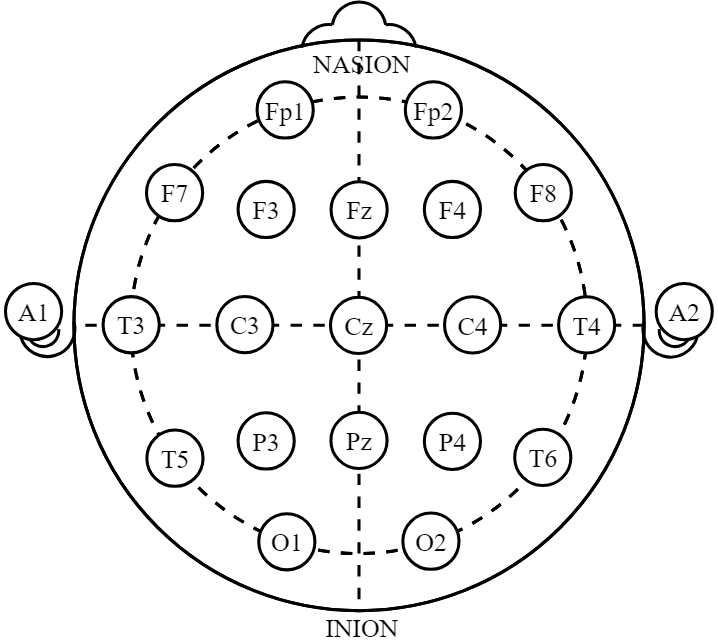 NASION
Fp1 Fp2
F7 F3 Fz F4 F8
A1 T3 C3 Cz C4 T4 A2
T5 P3 Pz P4 T6
O1 O2
INION